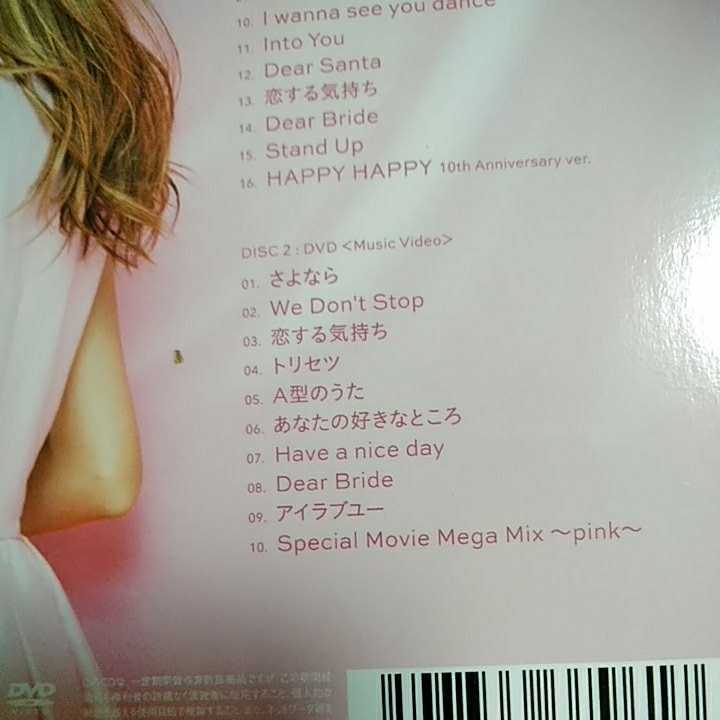 10. I wanna see you dance
11. Into You
12. Dear Santa
13. 恋する気持ち
14. Dear Bride
15. Stand Up
16. HAPPY HAPPY 10th Anniversary ver.
DISC 2 : DVD <Music Video>
01. さよなら
02. We Don't Stop
03. 恋する気持ち
04. トリセツ
05. A型のうた
06. あなたの好きなところ
07. Have a nice day
08. Dear Bride
09. アイラブユー
10. Special Movie Mega Mix ～pink～
DVD